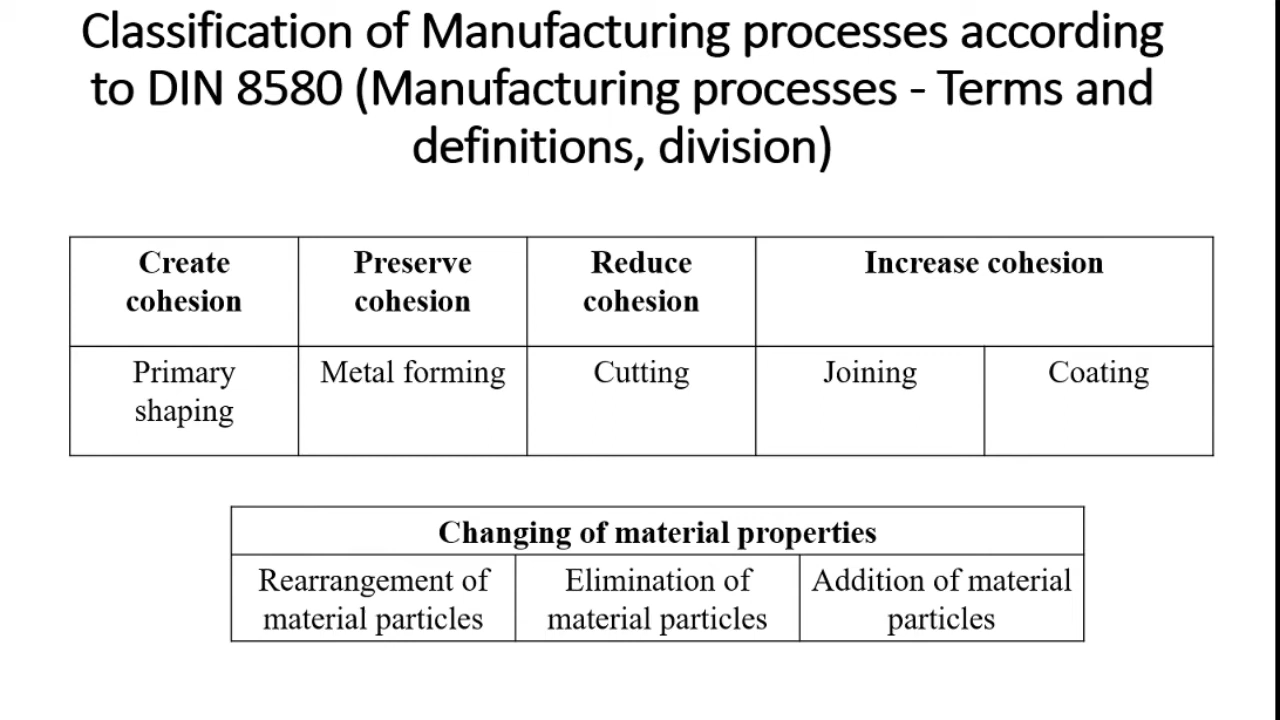 Classification of Manufacturing processes according
to DIN 8580 (Manufacturing processes - Terms and
definitions, division)
Create
cohesion
Preserve
cohesion
Reduce
cohesion
Increase cohesion
Primary
shaping
Metal forming
Cutting
Joining
Coating
Changing of material properties
Rearrangement of
material particles
Elimination of
material particles
Addition of material
particles